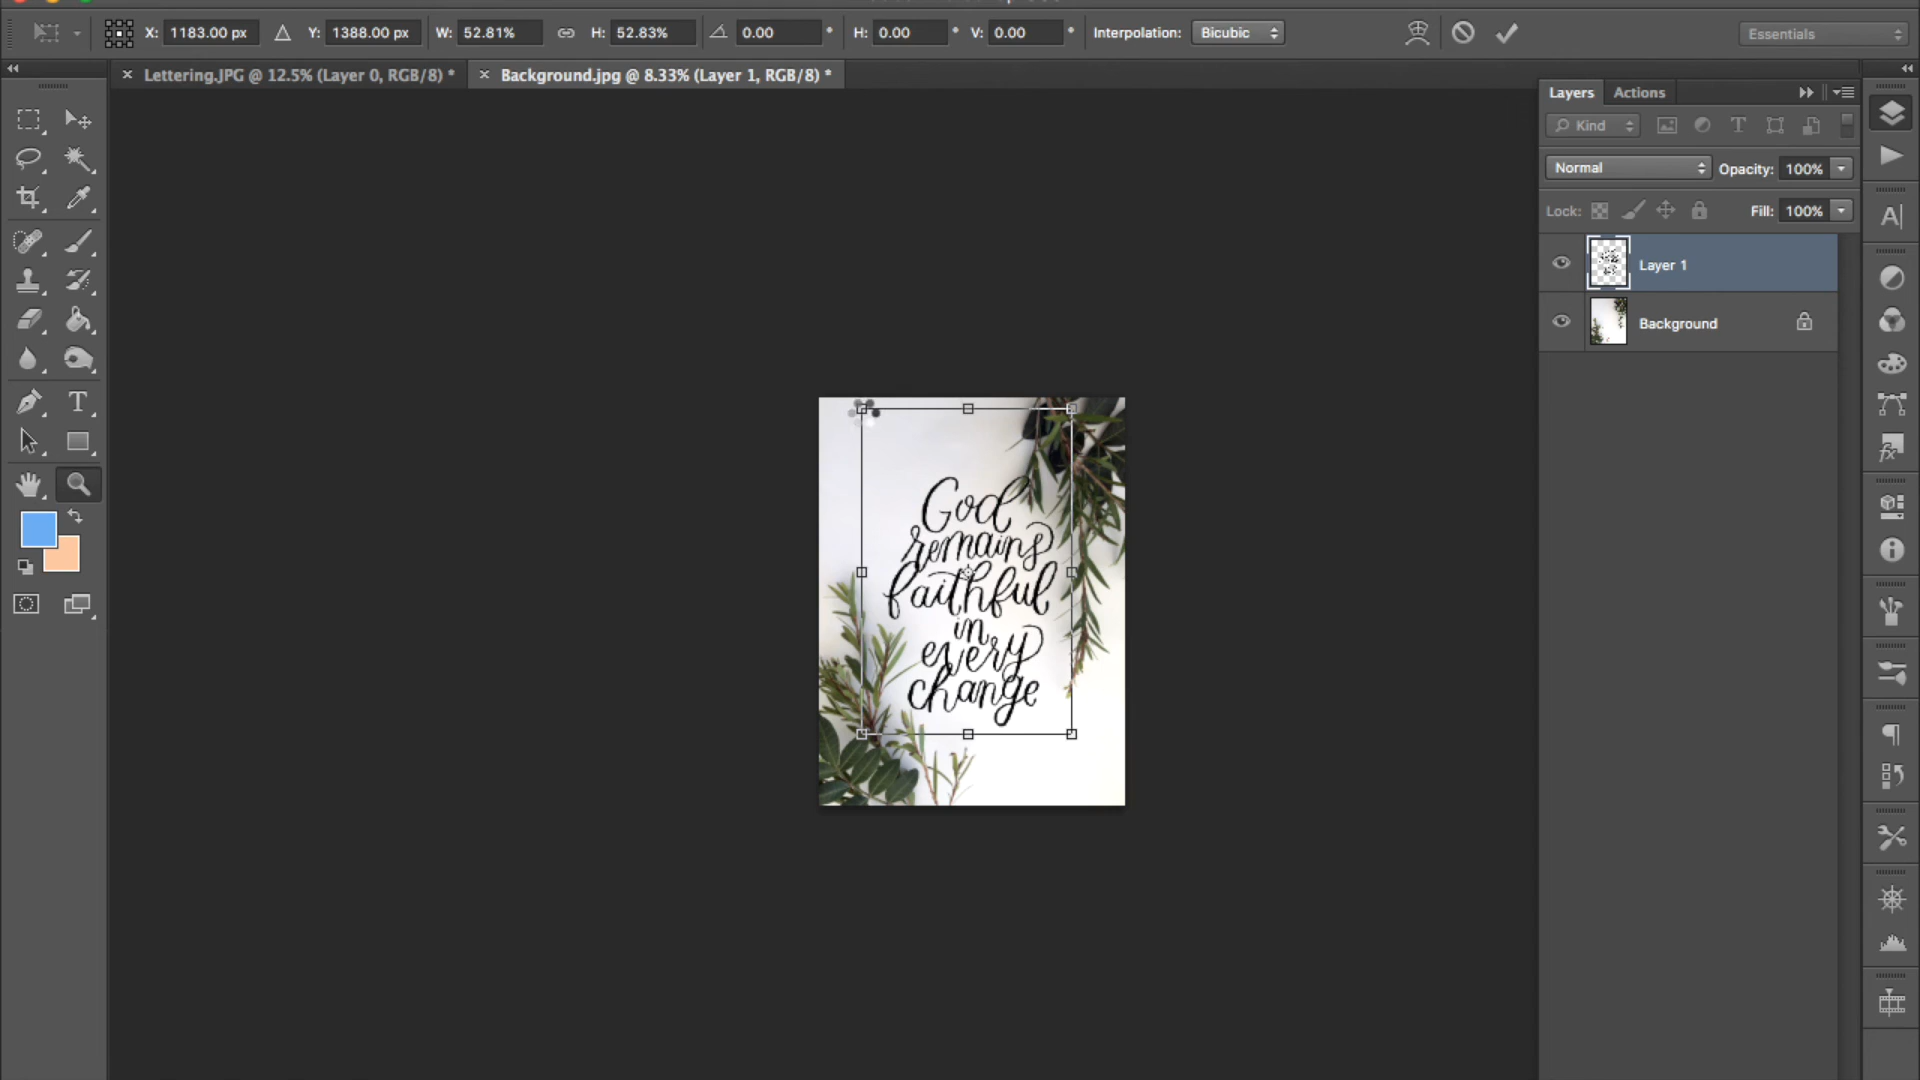 X: 1183.00 px Y: 1388.00 px W: 52.81% H: 52.83% 0.00 ° H: 0.00 ° V: 0.00 ° Interpolation: Bicubic Essentials
Lettering.JPG @ 12.5% (Layer 0, RGB/8) * Background.jpg @ 8.33% (Layer 1, RGB/8) *
Layers Actions
Kind
Normal Opacity: 100%
Lock: Fill: 100%
Layer 1
Background
God
remains
faithful
in
every
change